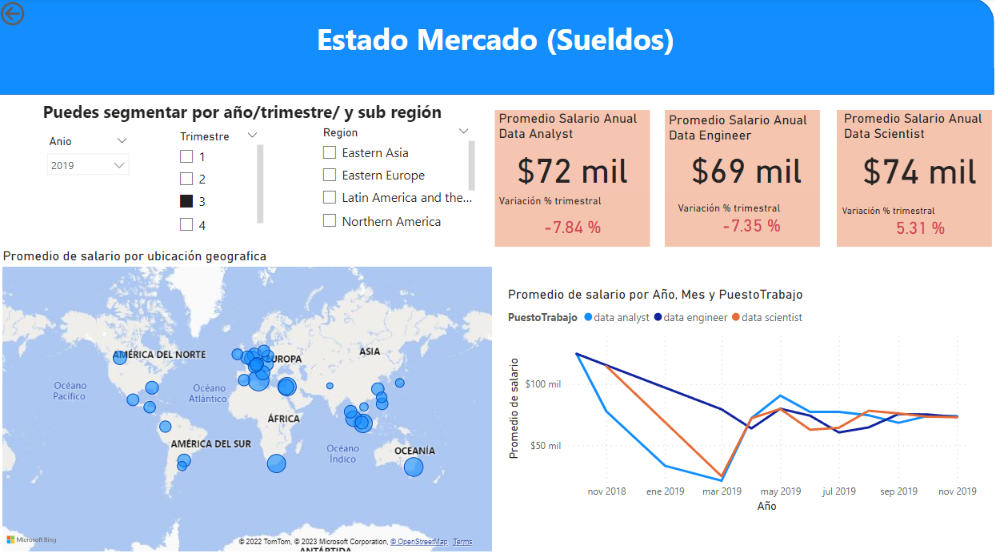 Estado Mercado (Sueldos)
Puedes segmentar por año/trimestre/ y sub región
Anio
2019
Trimestre
1
2
3
4
Region
Eastern Asia
Eastern Europe
Latin America and the...
Northern America
Promedio Salario Anual
Data Analyst
$72 mil
Variación % trimestral
-7.84 %
Promedio Salario Anual
Data Engineer
$69 mil
Variación % trimestral
-7.35 %
Promedio Salario Anual
Data Scientist
$74 mil
Variación % trimestral
5.31 %
Promedio de salario por ubicación geografica
AMÉRICA DEL NORTE
EUROPA
ASIA
Océano
Pacífico
Océano
Atlántico
ÁFRICA
AMÉRICA DEL SUR
Océano
Índico
OCEANÍA
Microsoft Bing
© 2022 TomTom, © 2023 Microsoft Corporation, © OpenStreetMap Terms
ANTÁRTIDA
Promedio de salario por Año, Mes y PuestoTrabajo
PuestoTrabajo data analyst data engineer data scientist
Promedio de salario
$100 mil
$50 mil
nov 2018 ene 2019 mar 2019 may 2019 jul 2019 sep 2019 nov 2019
Año